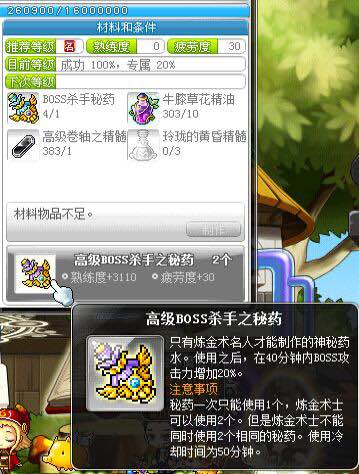 260900/16000000
材料和条件
推荐等级 名 熟练度 0 疲劳度 30
目前等级 成功 100%，专属 20%
下次等级
BOSS杀手秘药
4/1
牛膝草花精油
303/10
高级卷轴之精髓
383/1
玲珑的黄昏精髓
0/3
材料物品不足。
制作
高级BOSS杀手之秘药 2个
熟练度+3110 疲劳度+30
高级BOSS杀手之秘药
只有炼金术名人才能制作的神秘药
水。使用之后，在40分钟内BOSS攻
击力增加20%。
注意事项
秘药一次只能使用1个，炼金术士
可以使用2个。但是炼金术士不能
同时使用2个相同的秘药。使用冷
却时间为50分钟。